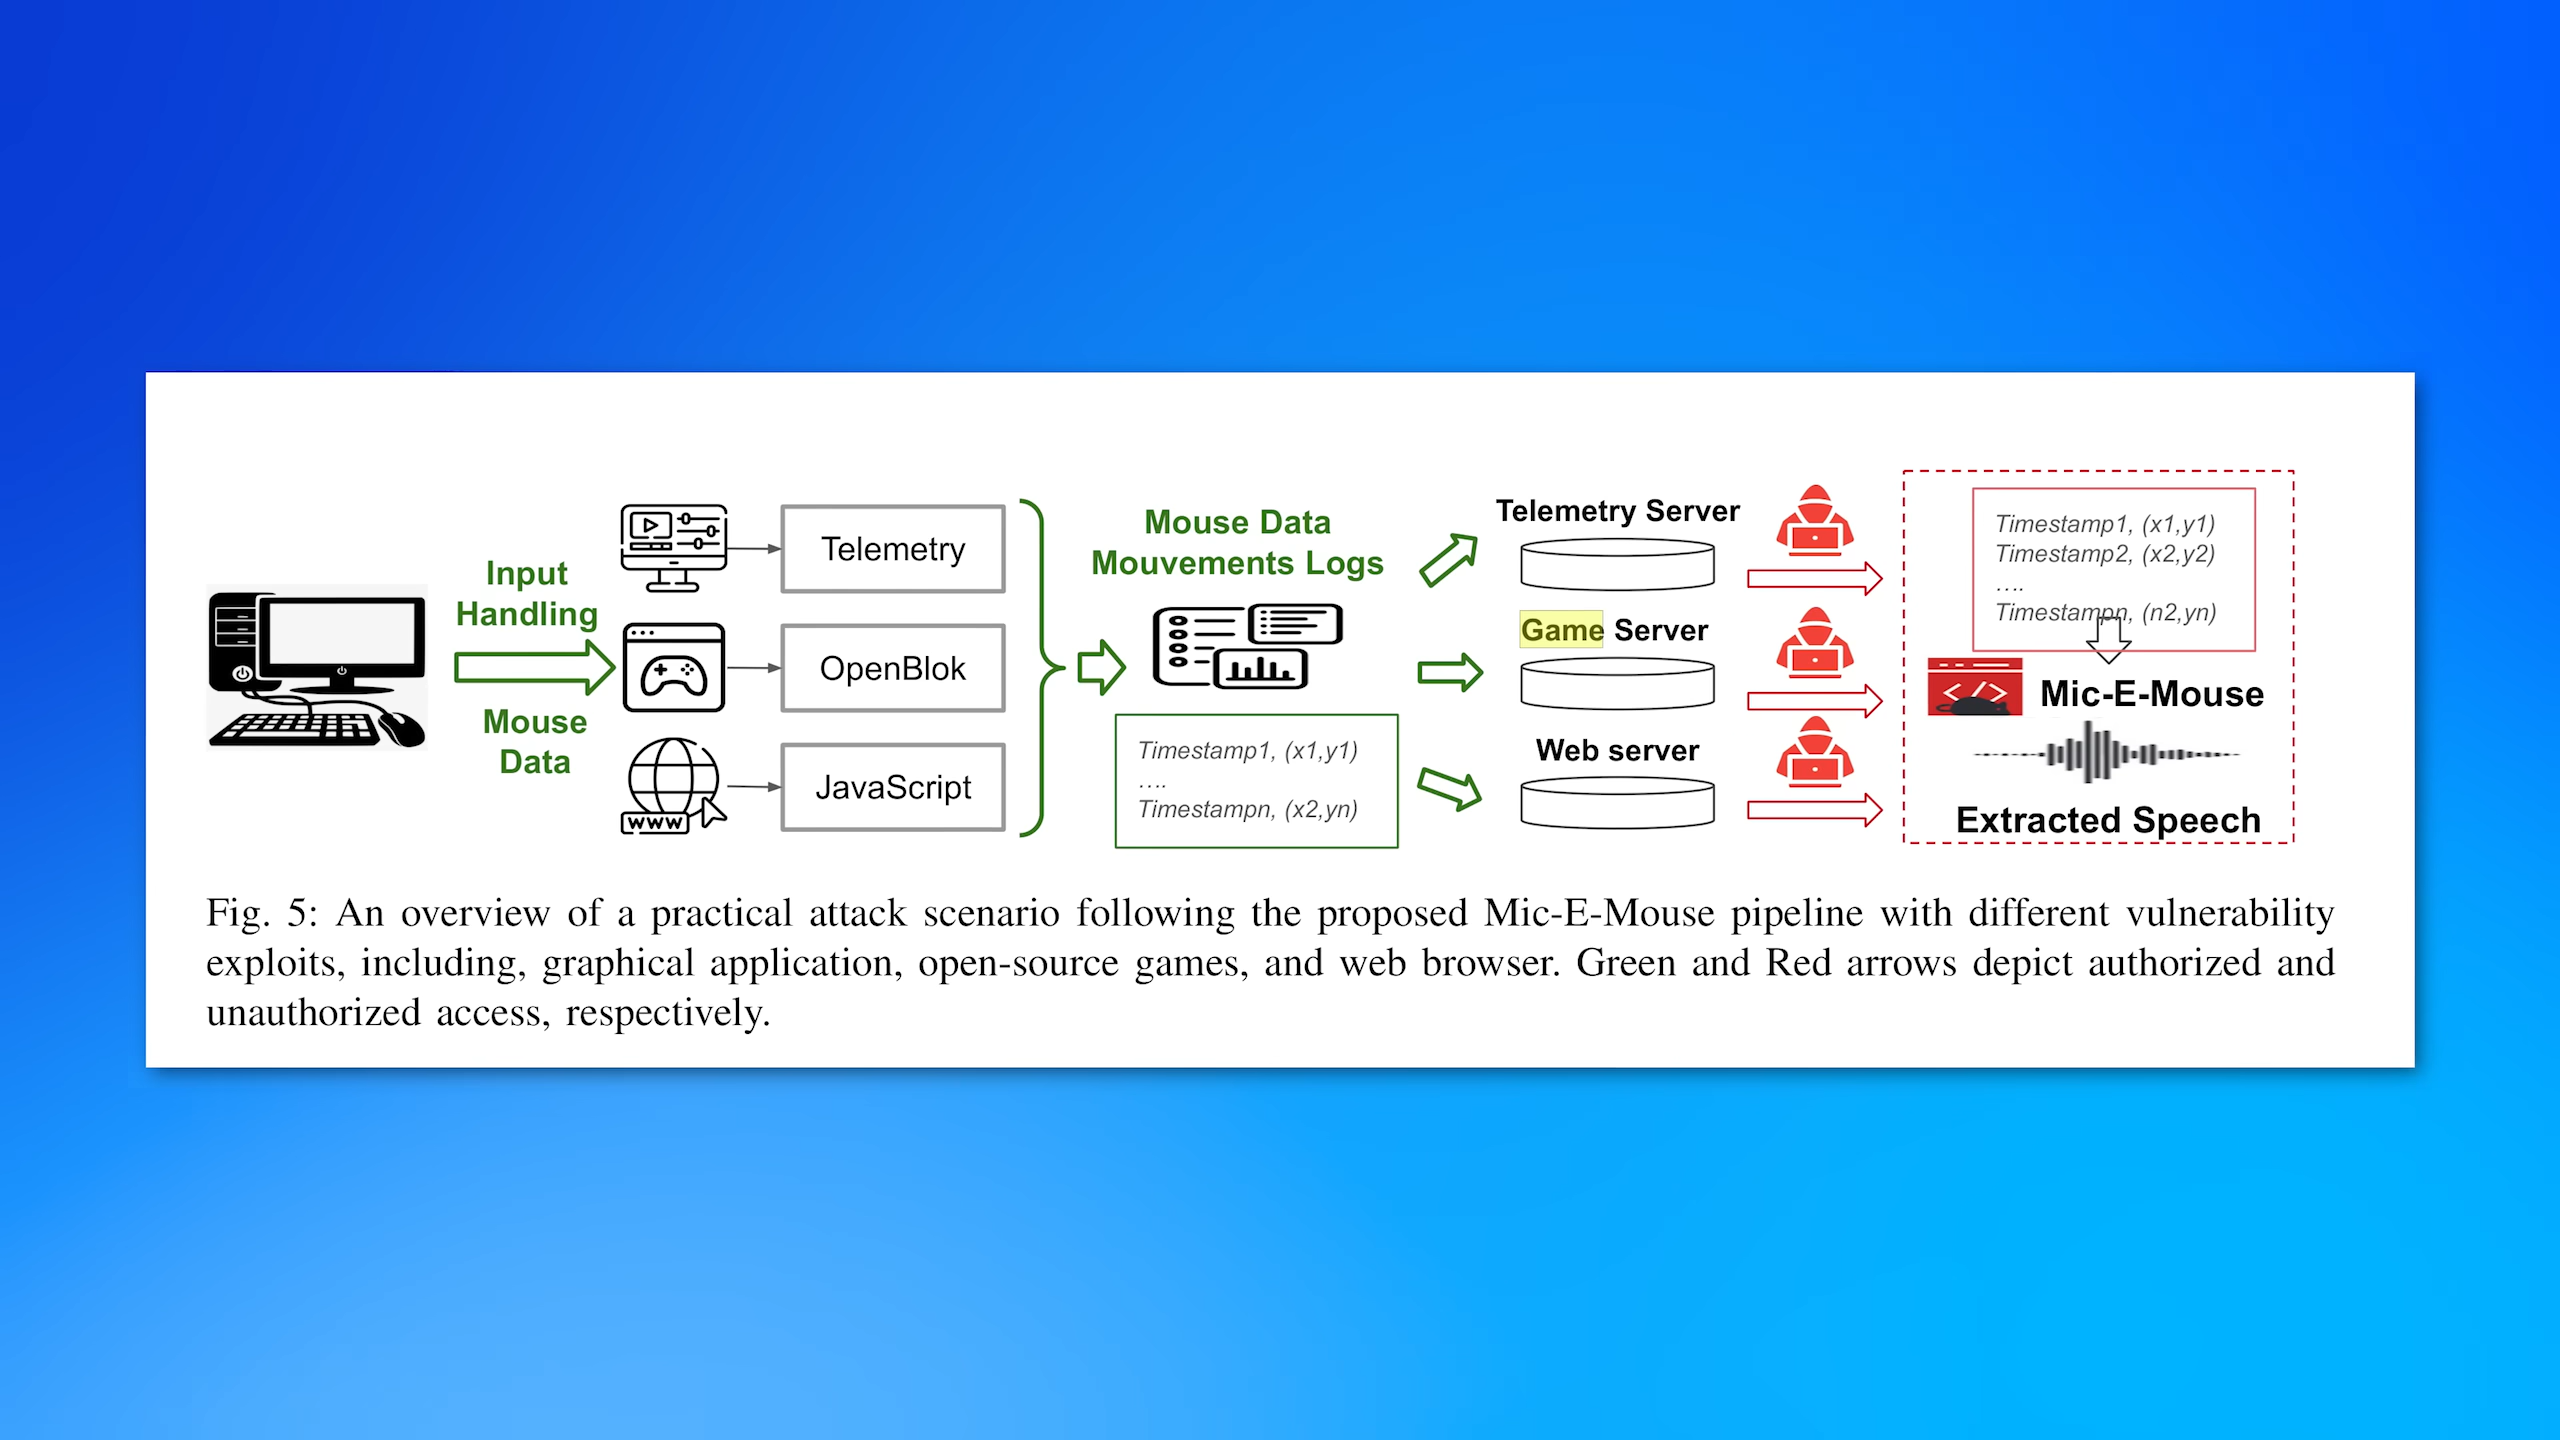 Input
Handling
Mouse
Data
www
Telemetry
OpenBlok
JavaScript
Mouse Data
Mouvements Logs
Timestamp1, (x1,y1)
....
Timestampn, (x2,yn)
Telemetry Server
Game Server
Web server
Timestamp1, (x1,y1)
Timestamp2, (x2,y2)
....
Timestampn, (n2,yn)
</>
Mic-E-Mouse
Extracted Speech
Fig. 5: An overview of a practical attack scenario following the proposed Mic-E-Mouse pipeline with different vulnerability
exploits, including, graphical application, open-source games, and web browser. Green and Red arrows depict authorized and
unauthorized access, respectively.